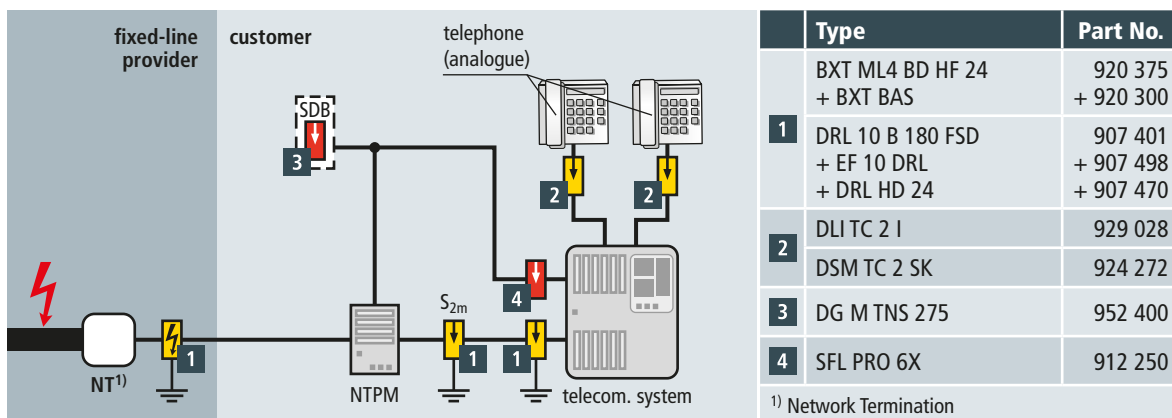 fixed-line
provider
customer
telephone
(analogue)
SDB
3
2
2
4
S2m
1
1
1
NT1)
NTPM
telecom. system
Type Part No.
1
BXT ML4 BD HF 24 920 375
+ BXT BAS + 920 300
DRL 10 B 180 FSD 907 401
+ EF 10 DRL + 907 498
+ DRL HD 24 + 907 470
2
DLI TC 2 I 929 028
DSM TC 2 SK 924 272
3 DG M TNS 275 952 400
4 SFL PRO 6X 912 250
1) Network Termination